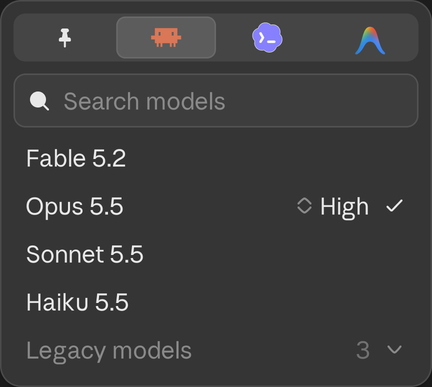 Search models
Fable 5.2
Opus 5.5 High
Sonnet 5.5
Haiku 5.5
Legacy models 3